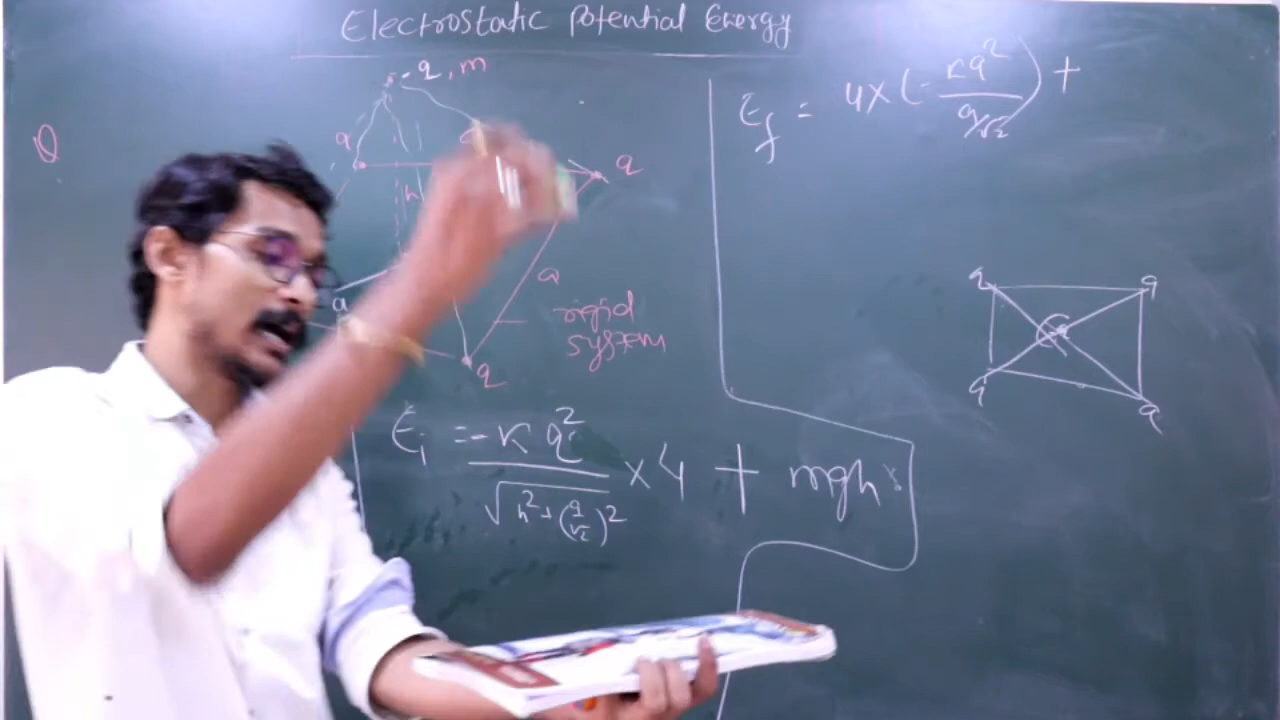 Electrostatic Potential Energy
Q
-q, m
q
q
h
a
a
rigid
system
q
E_i = -Kq²/√(h²+(a/√2)²) × 4 + mgh
E_f = 4×(-Kq²/(a/√2)) +
q q
q q